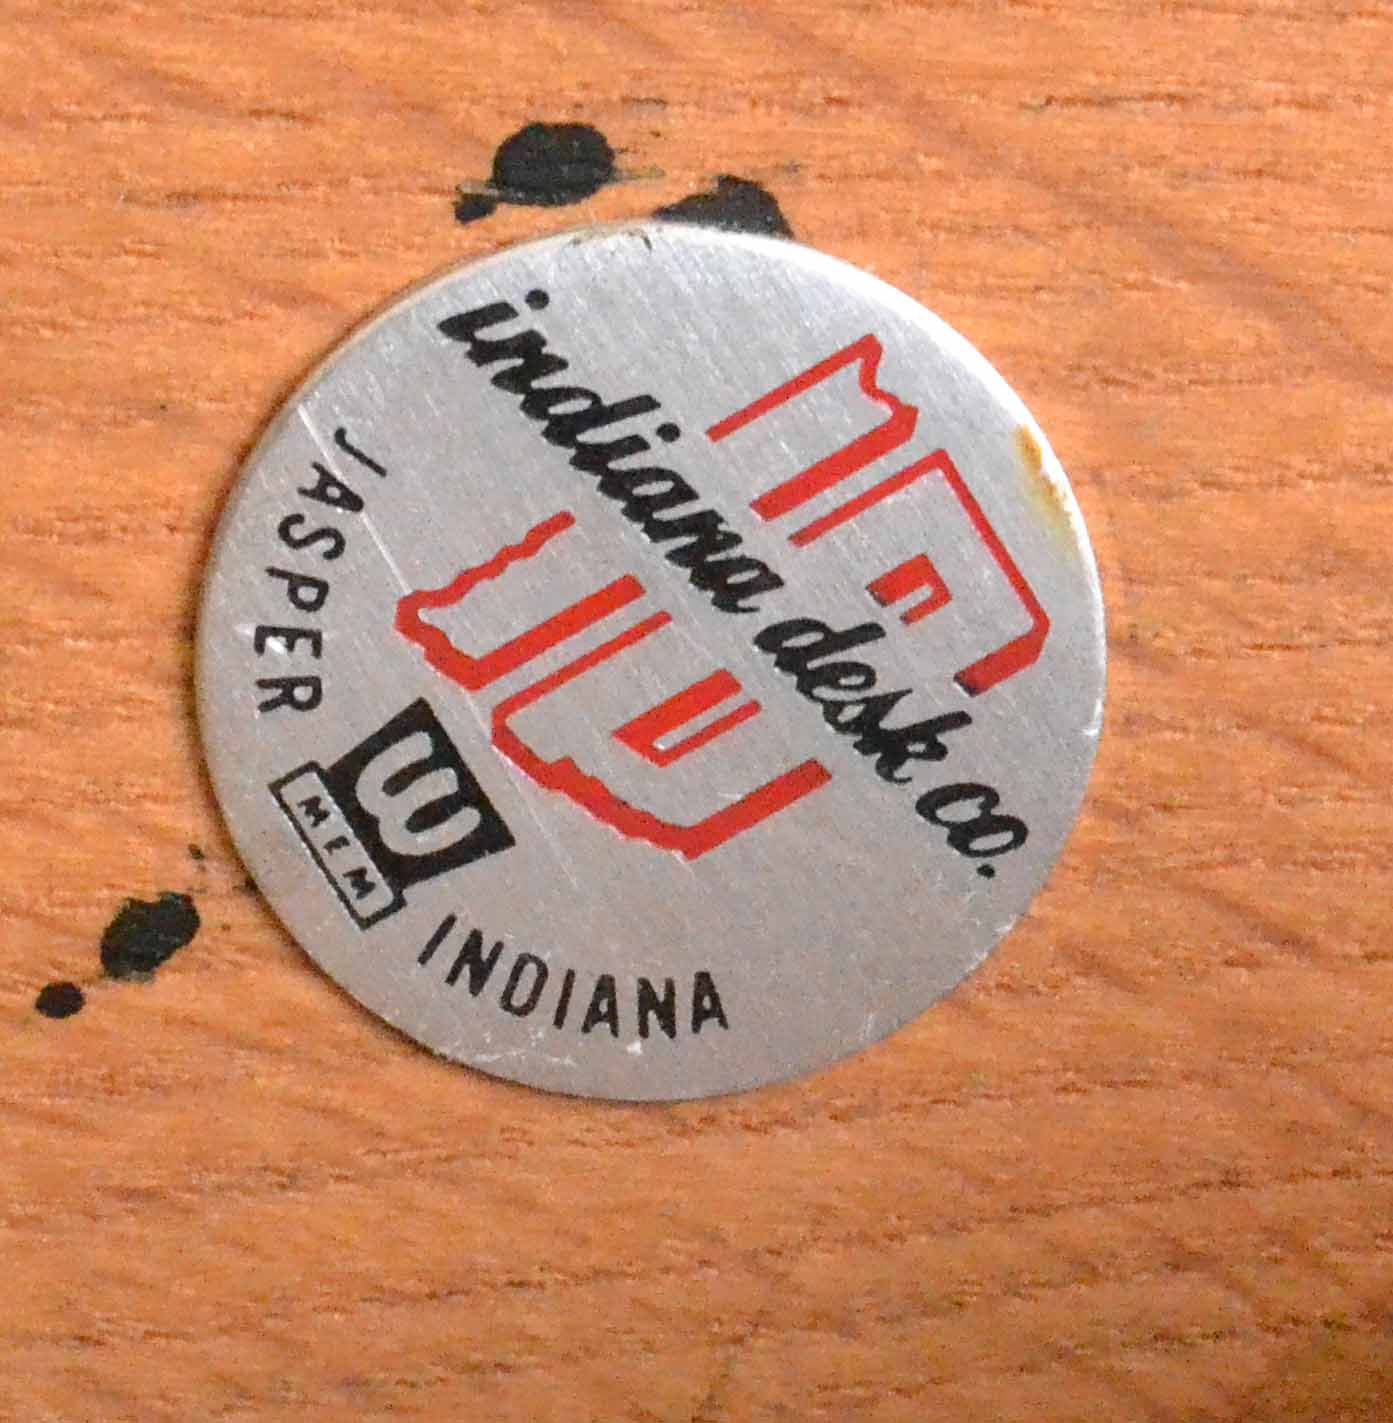 indiana desk co.
JASPER INDIANA
W
MEM